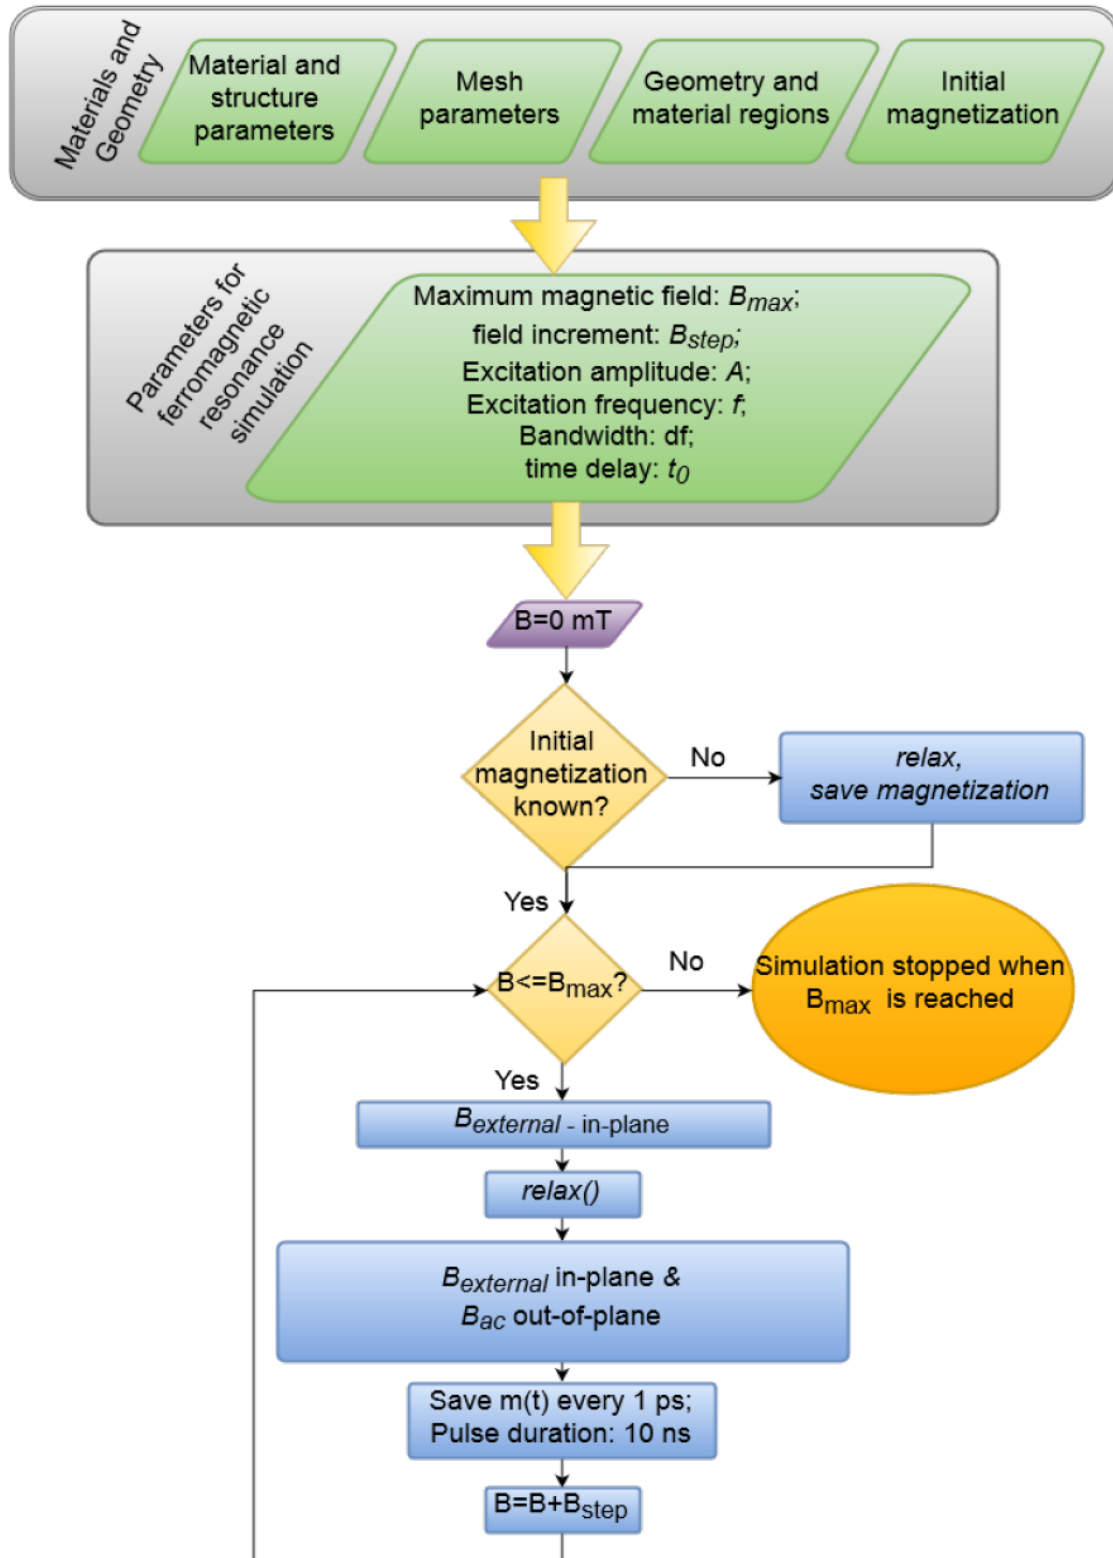 Materials and
Geometry
Material and
structure
parameters
Mesh
parameters
Geometry and
material regions
Initial
magnetization
Parameters for
ferromagnetic
resonance
simulation
Maximum magnetic field: Bmax;
field increment: Bstep;
Excitation amplitude: A;
Excitation frequency: f;
Bandwidth: df;
time delay: t0
B=0 mT
Initial
magnetization
known?
No
relax,
save magnetization
Yes
B<=Bmax?
No
Simulation stopped when
Bmax is reached
Yes
Bexternal - in-plane
relax()
Bexternal in-plane &
Bac out-of-plane
Save m(t) every 1 ps;
Pulse duration: 10 ns
B=B+Bstep